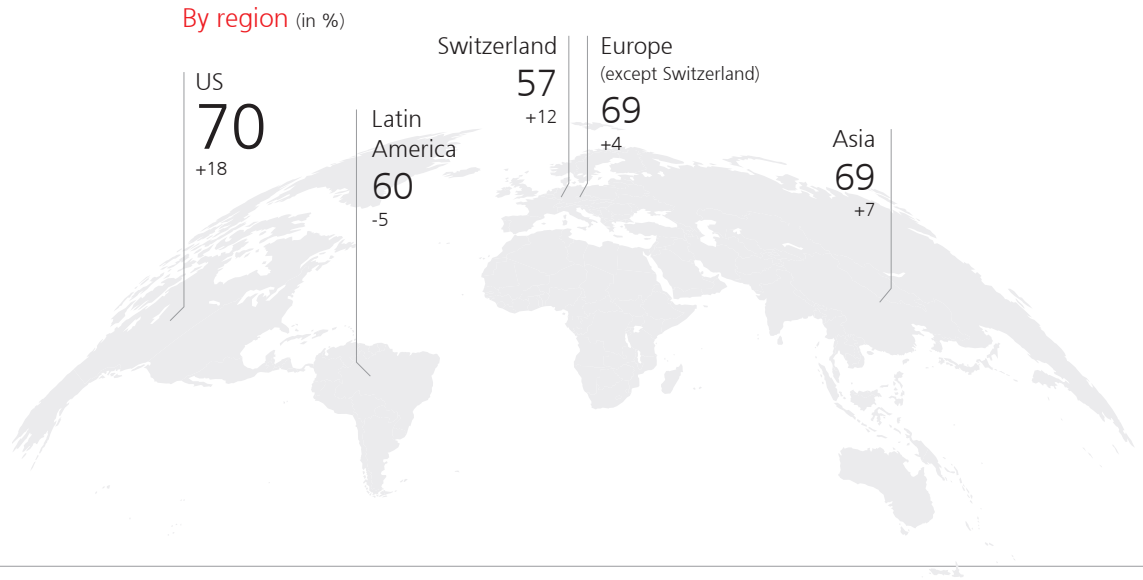 By region (in %)
US
70
+18
Latin
America
60
-5
Switzerland
57
+12
Europe
(except Switzerland)
69
+4
Asia
69
+7